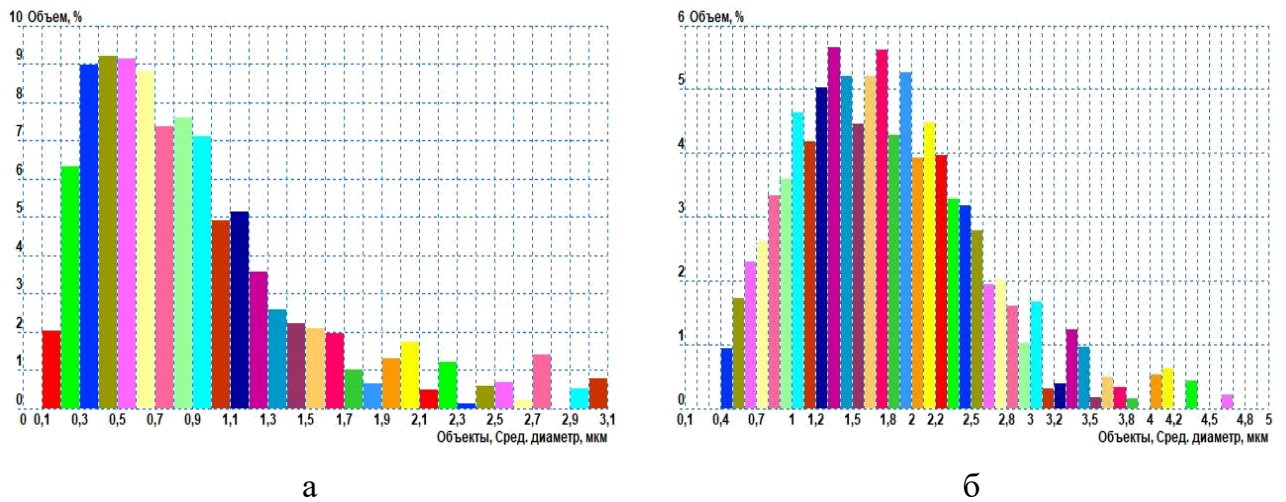 10 Объем, %
9
8
7
6
5
4
3
2
1
0
0 0,1 0,3 0,5 0,7 0,9 1,1 1,3 1,5 1,7 1,9 2,1 2,3 2,5 2,7 2,9 3,1
Объекты, Сред. диаметр, мкм
а
6 Объем, %
5
4
3
2
1
0
0,1 0,4 0,7 1 1,2 1,5 1,8 2 2,2 2,5 2,8 3 3,2 3,5 3,8 4 4,2 4,5 4,8 5
Объекты, Сред. диаметр, мкм
б